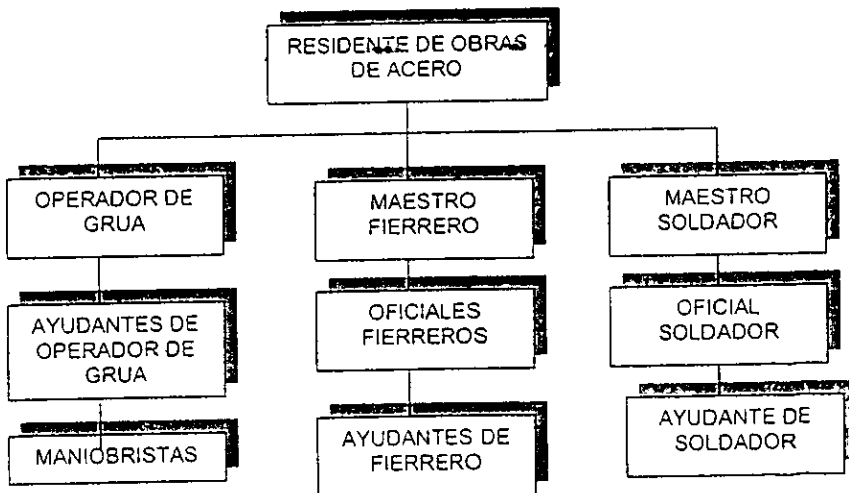 RESIDENTE DE OBRAS
DE ACERO
OPERADOR DE
GRUA
MAESTRO
FIERRERO
MAESTRO
SOLDADOR
AYUDANTES DE
OPERADOR DE
GRUA
OFICIALES
FIERREROS
OFICIAL
SOLDADOR
MANIOBRISTAS
AYUDANTES DE
FIERRERO
AYUDANTE DE
SOLDADOR